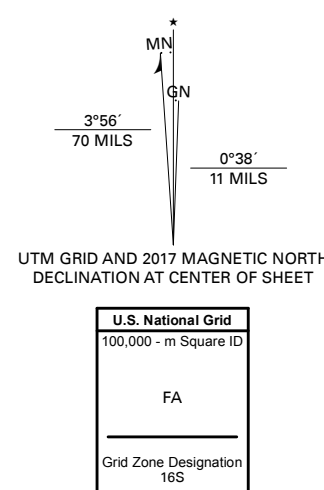 ★
MN
GN
3°56´
70 MILS
0°38´
11 MILS
UTM GRID AND 2017 MAGNETIC NORTH
DECLINATION AT CENTER OF SHEET
U.S. National Grid
100,000 - m Square ID
FA
Grid Zone Designation
16S